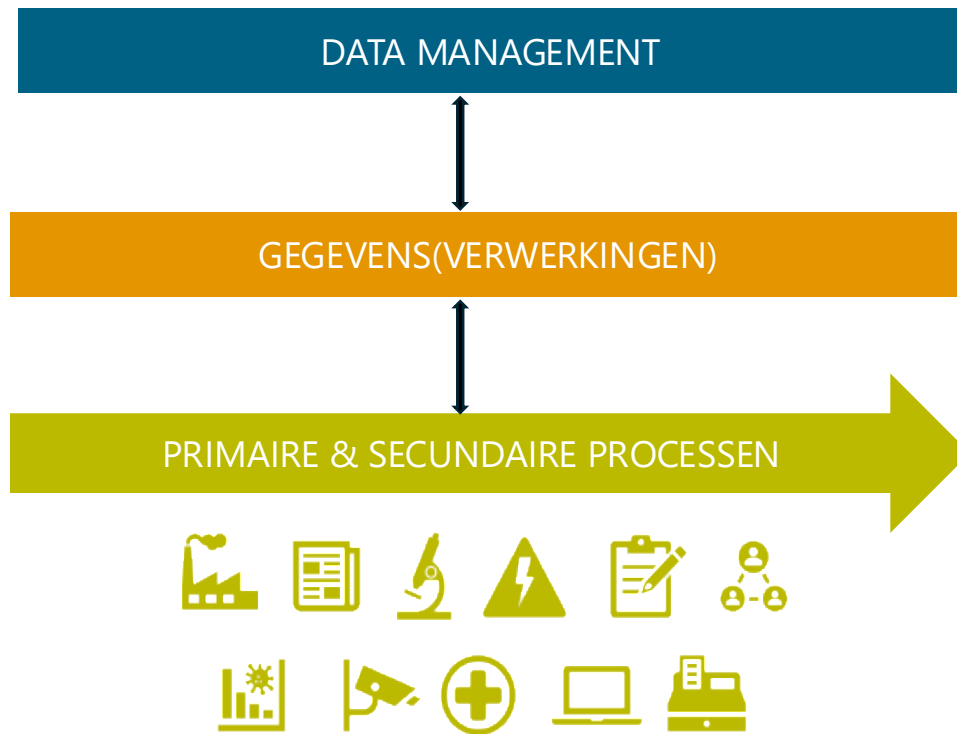 DATA MANAGEMENT
GEGEVENS(VERWERKINGEN)
PRIMAIRE & SECUNDAIRE PROCESSEN